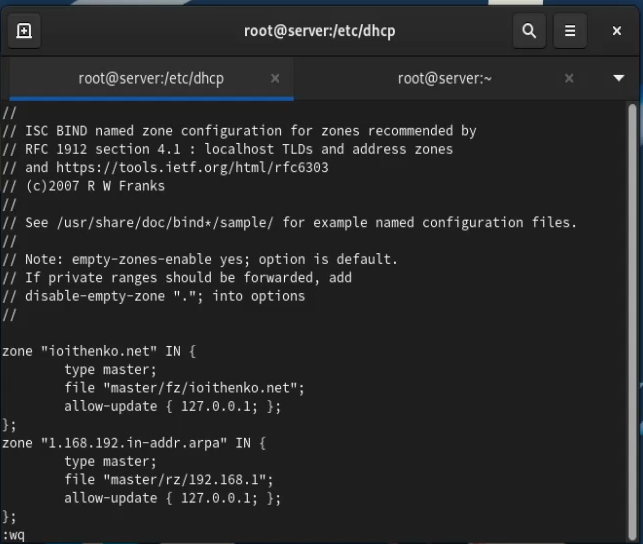 root@server:/etc/dhcp
root@server:/etc/dhcp
root@server:~
//
// ISC BIND named zone configuration for zones recommended by
// RFC 1912 section 4.1 : localhost TLDs and address zones
// and https://tools.ietf.org/html/rfc6303
// (c)2007 R W Franks
//
// See /usr/share/doc/bind*/sample/ for example named configuration files.
//
// Note: empty-zones-enable yes; option is default.
// If private ranges should be forwarded, add
// disable-empty-zone "."; into options
//
zone "ioithenko.net" IN {
        type master;
        file "master/fz/ioithenko.net";
        allow-update { 127.0.0.1; };
};
zone "1.168.192.in-addr.arpa" IN {
        type master;
        file "master/rz/192.168.1";
        allow-update { 127.0.0.1; };
};
:wq